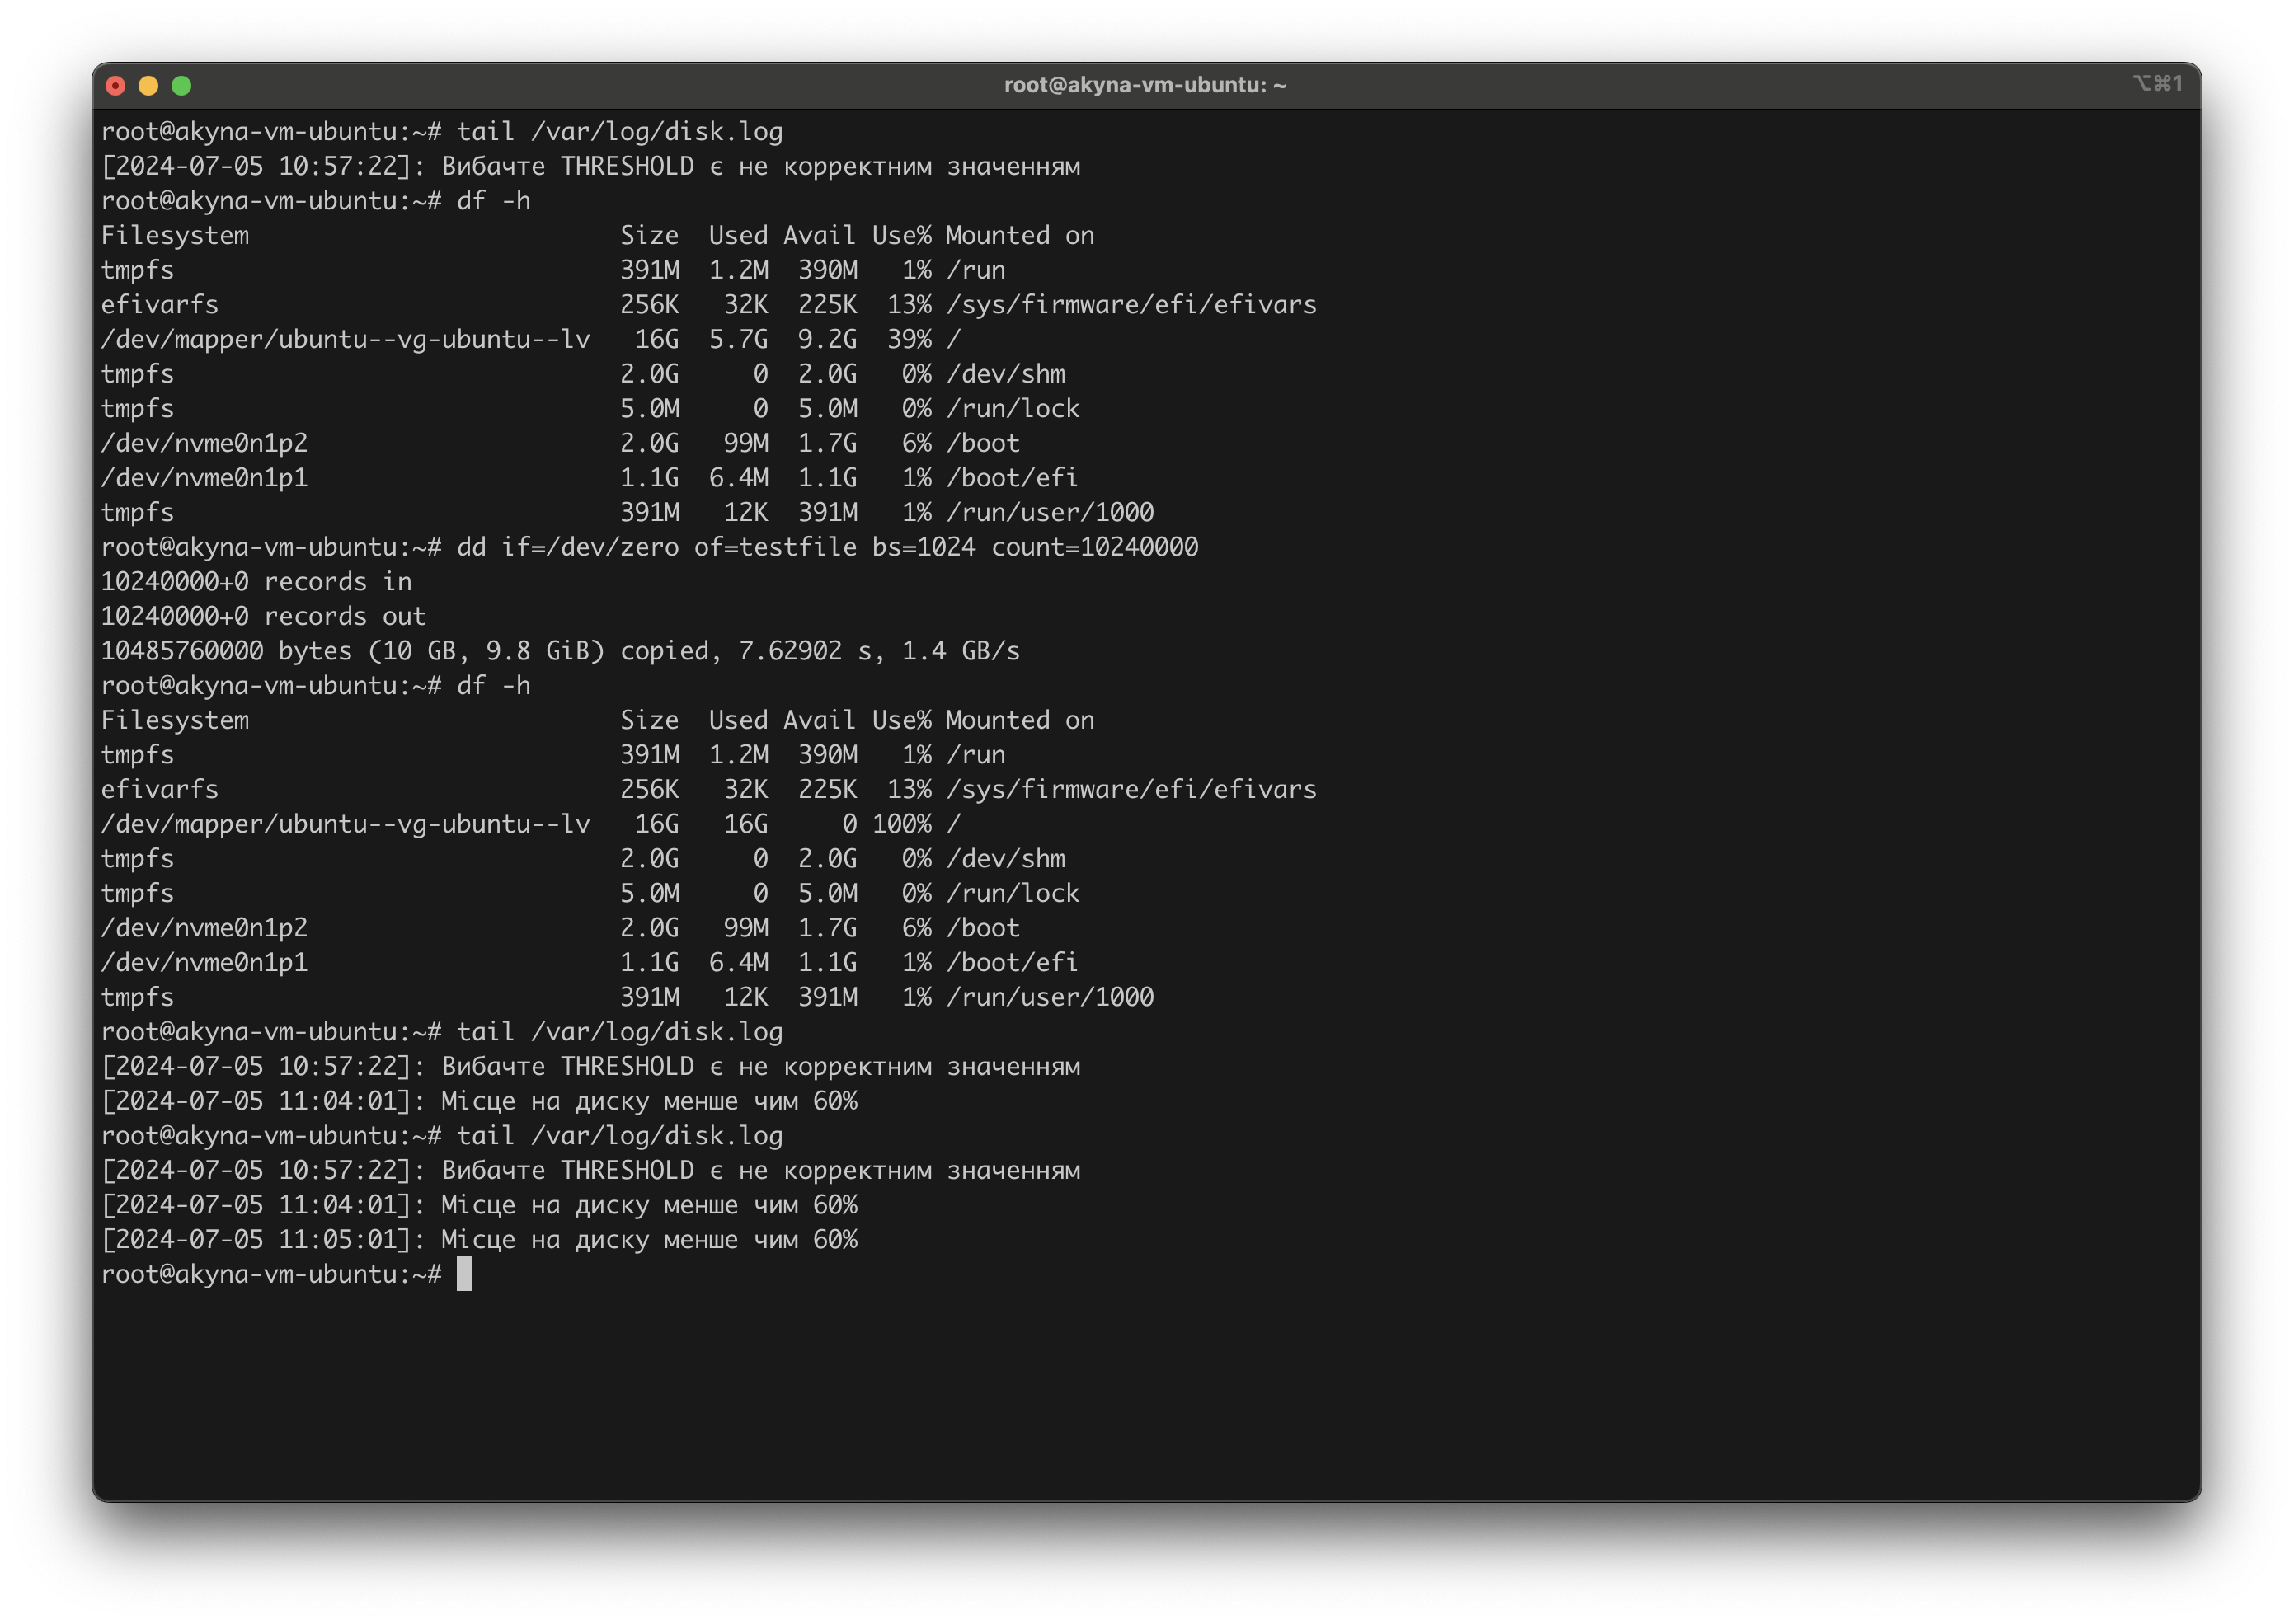 root@akyna-vm-ubuntu: ~
⌥⌘1
root@akyna-vm-ubuntu:~# tail /var/log/disk.log
[2024-07-05 10:57:22]: Вибачте THRESHOLD є не корректним значенням
root@akyna-vm-ubuntu:~# df -h
Filesystem                         Size  Used Avail Use% Mounted on
tmpfs                              391M  1.2M  390M   1% /run
efivarfs                           256K   32K  225K  13% /sys/firmware/efi/efivars
/dev/mapper/ubuntu--vg-ubuntu--lv   16G  5.7G  9.2G  39% /
tmpfs                              2.0G     0  2.0G   0% /dev/shm
tmpfs                              5.0M     0  5.0M   0% /run/lock
/dev/nvme0n1p2                     2.0G   99M  1.7G   6% /boot
/dev/nvme0n1p1                     1.1G  6.4M  1.1G   1% /boot/efi
tmpfs                              391M   12K  391M   1% /run/user/1000
root@akyna-vm-ubuntu:~# dd if=/dev/zero of=testfile bs=1024 count=10240000
10240000+0 records in
10240000+0 records out
10485760000 bytes (10 GB, 9.8 GiB) copied, 7.62902 s, 1.4 GB/s
root@akyna-vm-ubuntu:~# df -h
Filesystem                         Size  Used Avail Use% Mounted on
tmpfs                              391M  1.2M  390M   1% /run
efivarfs                           256K   32K  225K  13% /sys/firmware/efi/efivars
/dev/mapper/ubuntu--vg-ubuntu--lv   16G   16G     0 100% /
tmpfs                              2.0G     0  2.0G   0% /dev/shm
tmpfs                              5.0M     0  5.0M   0% /run/lock
/dev/nvme0n1p2                     2.0G   99M  1.7G   6% /boot
/dev/nvme0n1p1                     1.1G  6.4M  1.1G   1% /boot/efi
tmpfs                              391M   12K  391M   1% /run/user/1000
root@akyna-vm-ubuntu:~# tail /var/log/disk.log
[2024-07-05 10:57:22]: Вибачте THRESHOLD є не корректним значенням
[2024-07-05 11:04:01]: Місце на диску менше чим 60%
root@akyna-vm-ubuntu:~# tail /var/log/disk.log
[2024-07-05 10:57:22]: Вибачте THRESHOLD є не корректним значенням
[2024-07-05 11:04:01]: Місце на диску менше чим 60%
[2024-07-05 11:05:01]: Місце на диску менше чим 60%
root@akyna-vm-ubuntu:~#